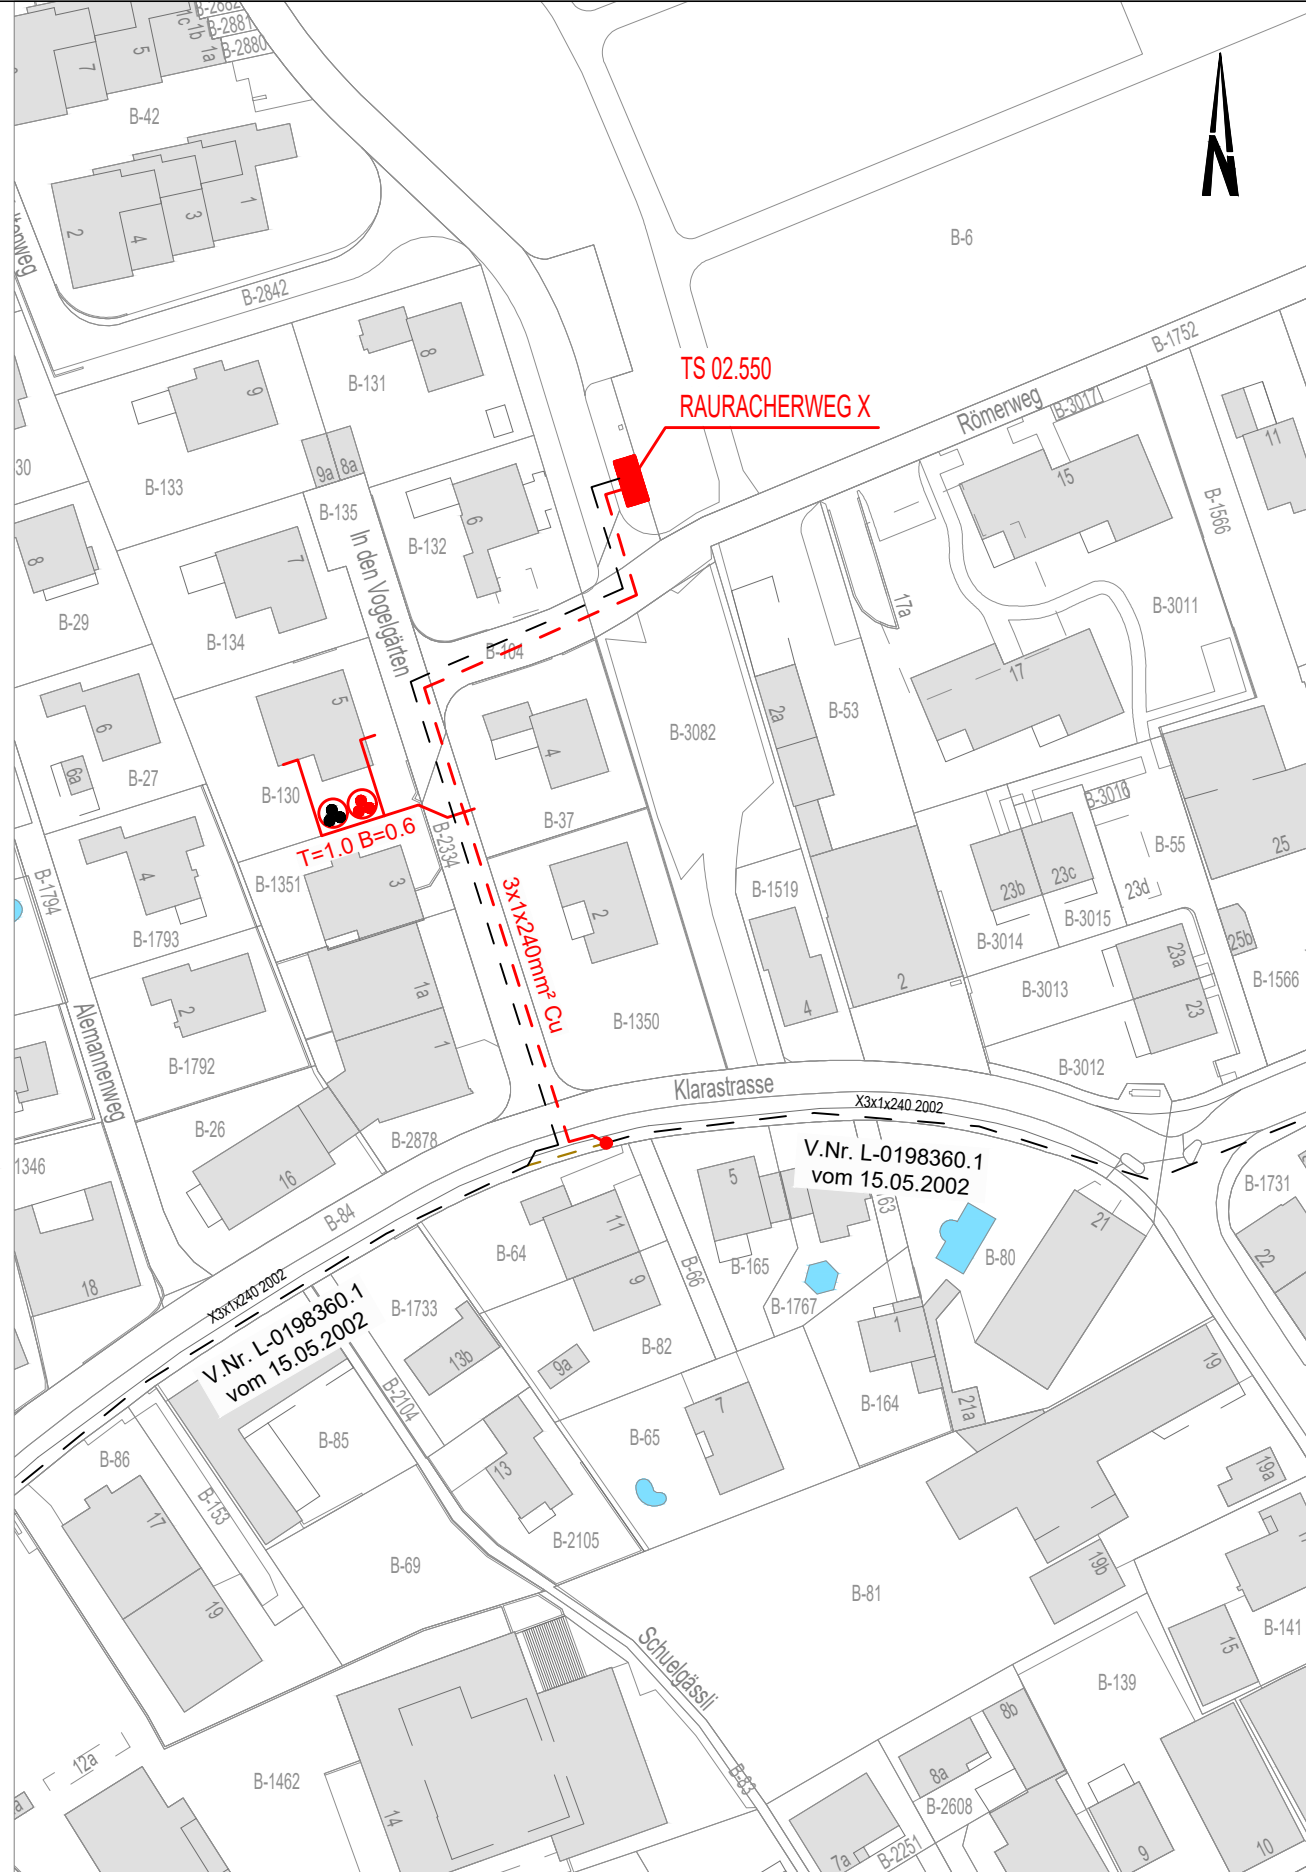 B-2882
B-2881
B-2880
1c
1b
1a
5
7
B-42
N
2
4
3
1
B-2842
B-6
B-1752
TS 02.550
RAURACHERWEG X
Römerweg
B-3017
B-131
8
9
9a
8a
30
B-133
B-135
In den Vogelgärten
B-132
6
15
11
B-1566
8
B-29
7
B-134
B-104
17a
B-3011
17
5
6
6a
B-27
B-130
4
B-37
B-3082
2a
B-53
B-3016
B-55
25
T=1.0 B=0.6
B-2334
B-1351
3
4
B-1793
B-1794
3x1x240mm² Cu
2
B-1350
B-1519
4
2
23b
23c
23d
B-3015
B-3014
23a
25b
B-3013
23
B-1566
B-3012
1a
1
2
B-1792
Alemannenweg
B-26
B-2878
Klarastrasse
X3x1x240 2002
V.Nr. L-0198360.1
vom 15.05.2002
1346
16
B-84
18
B-64
11
9
B-66
5
B-165
63
B-80
21
B-1731
22
X3x1x240 2002
V.Nr. L-0198360.1
vom 15.05.2002
B-1733
13b
B-2104
9a
B-82
B-1767
1
B-164
21a
19
B-86
B-85
B-65
7
13
B-2105
17
B-153
19
B-69
B-81
19a
19b
15
B-141
Schuelgässli
B-139
12a
B-1462
14
B-83
8b
8a
B-2608
7a
B-2251
9
10